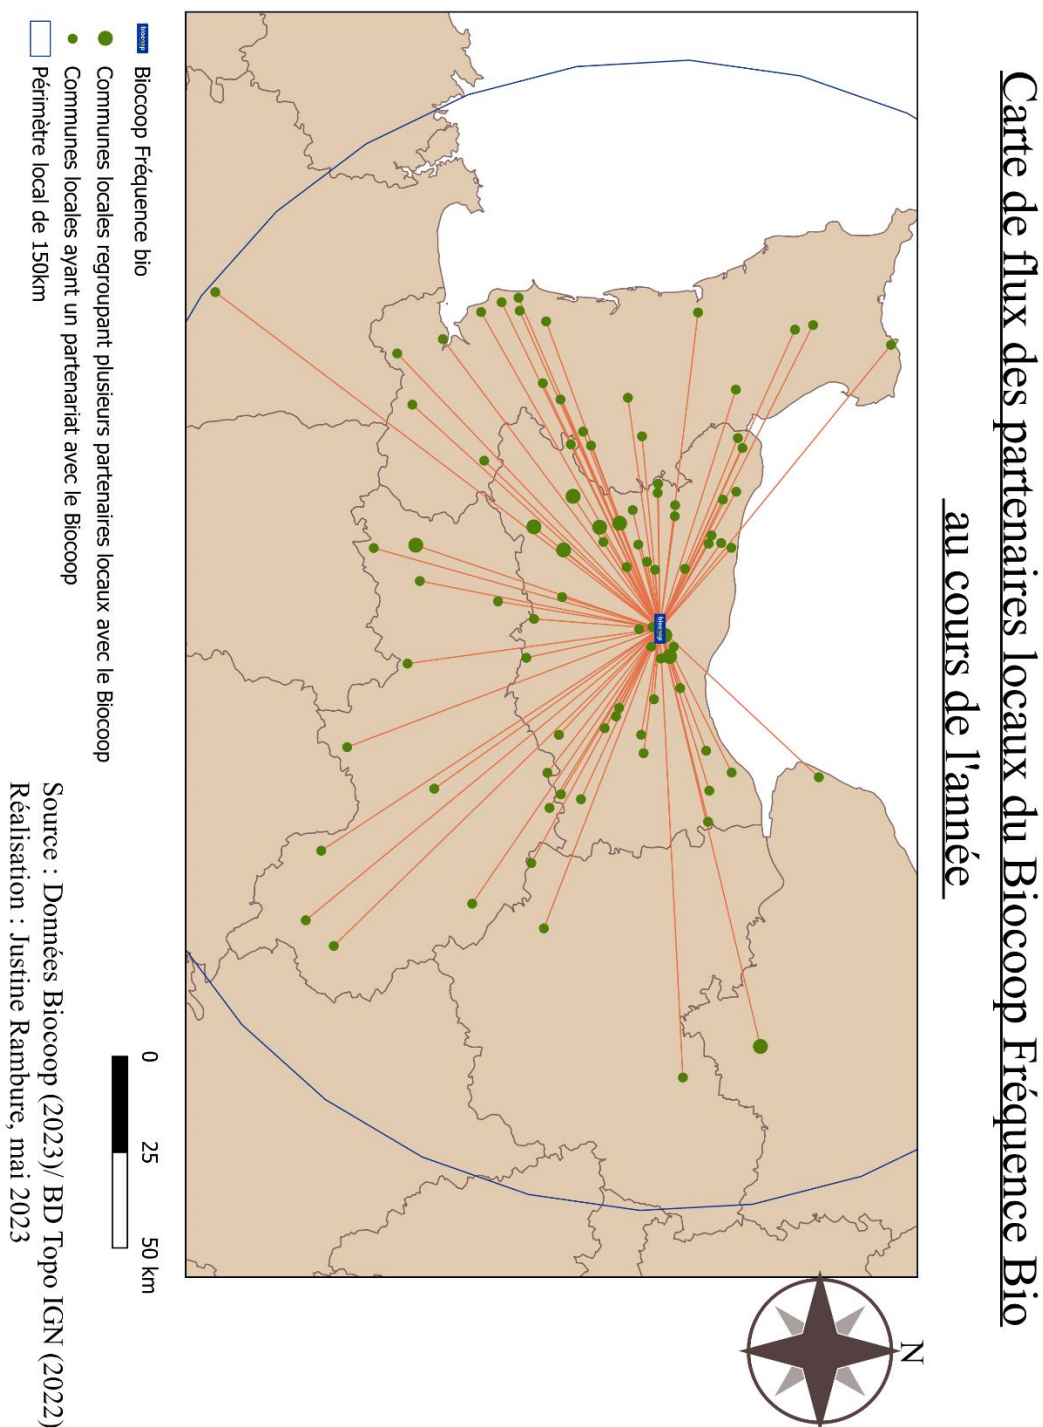 Carte de flux des partenaires locaux du Biocoop Fréquence Bio
au cours de l'année
N
biocoop
biocoop
Biocoop Fréquence bio
Communes locales regroupant plusieurs partenaires locaux avec le Biocoop
Communes locales ayant un partenariat avec le Biocoop
Périmètre local de 150km
0
25
50 km
Source : Données Biocoop (2023)/ BD Topo IGN (2022)
Réalisation : Justine Rambure, mai 2023